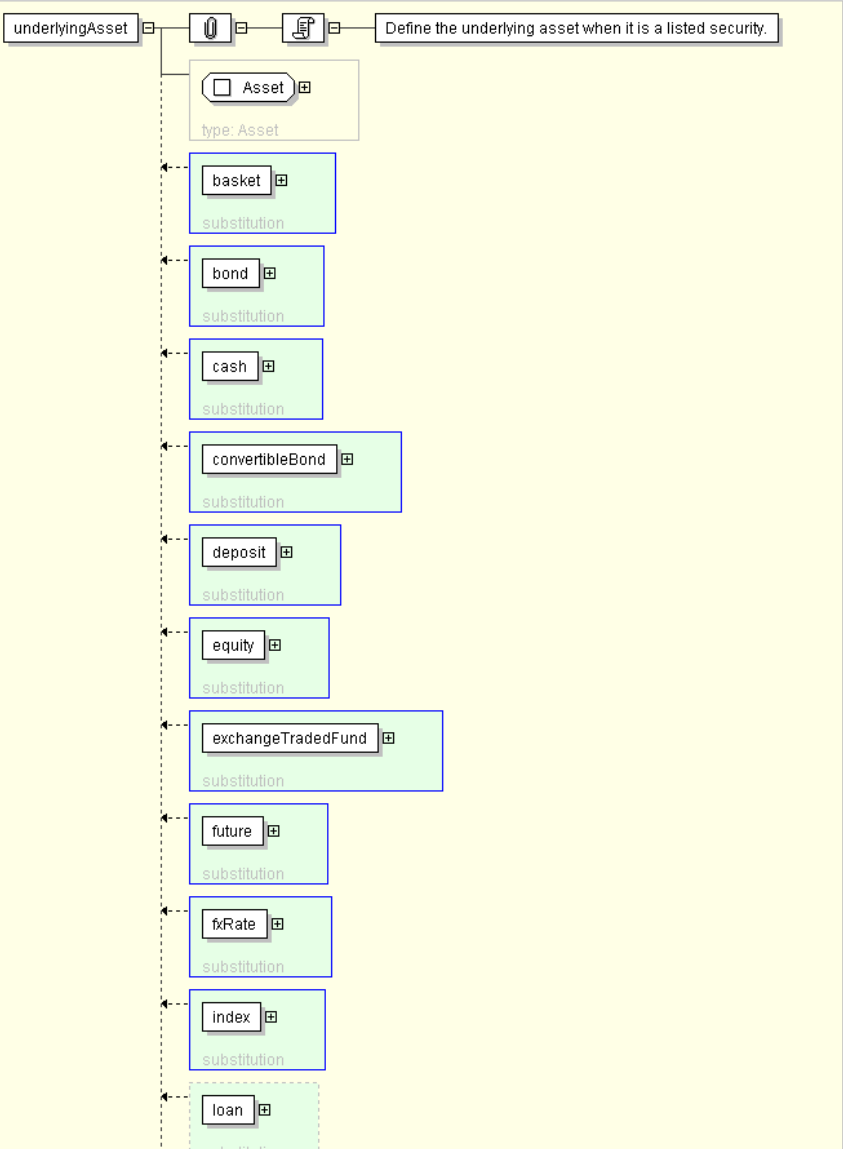 underlyingAsset
Define the underlying asset when it is a listed security.
Asset
type: Asset
basket
substitution
bond
substitution
cash
substitution
convertibleBond
substitution
deposit
substitution
equity
substitution
exchangeTradedFund
substitution
future
substitution
fxRate
substitution
index
substitution
loan